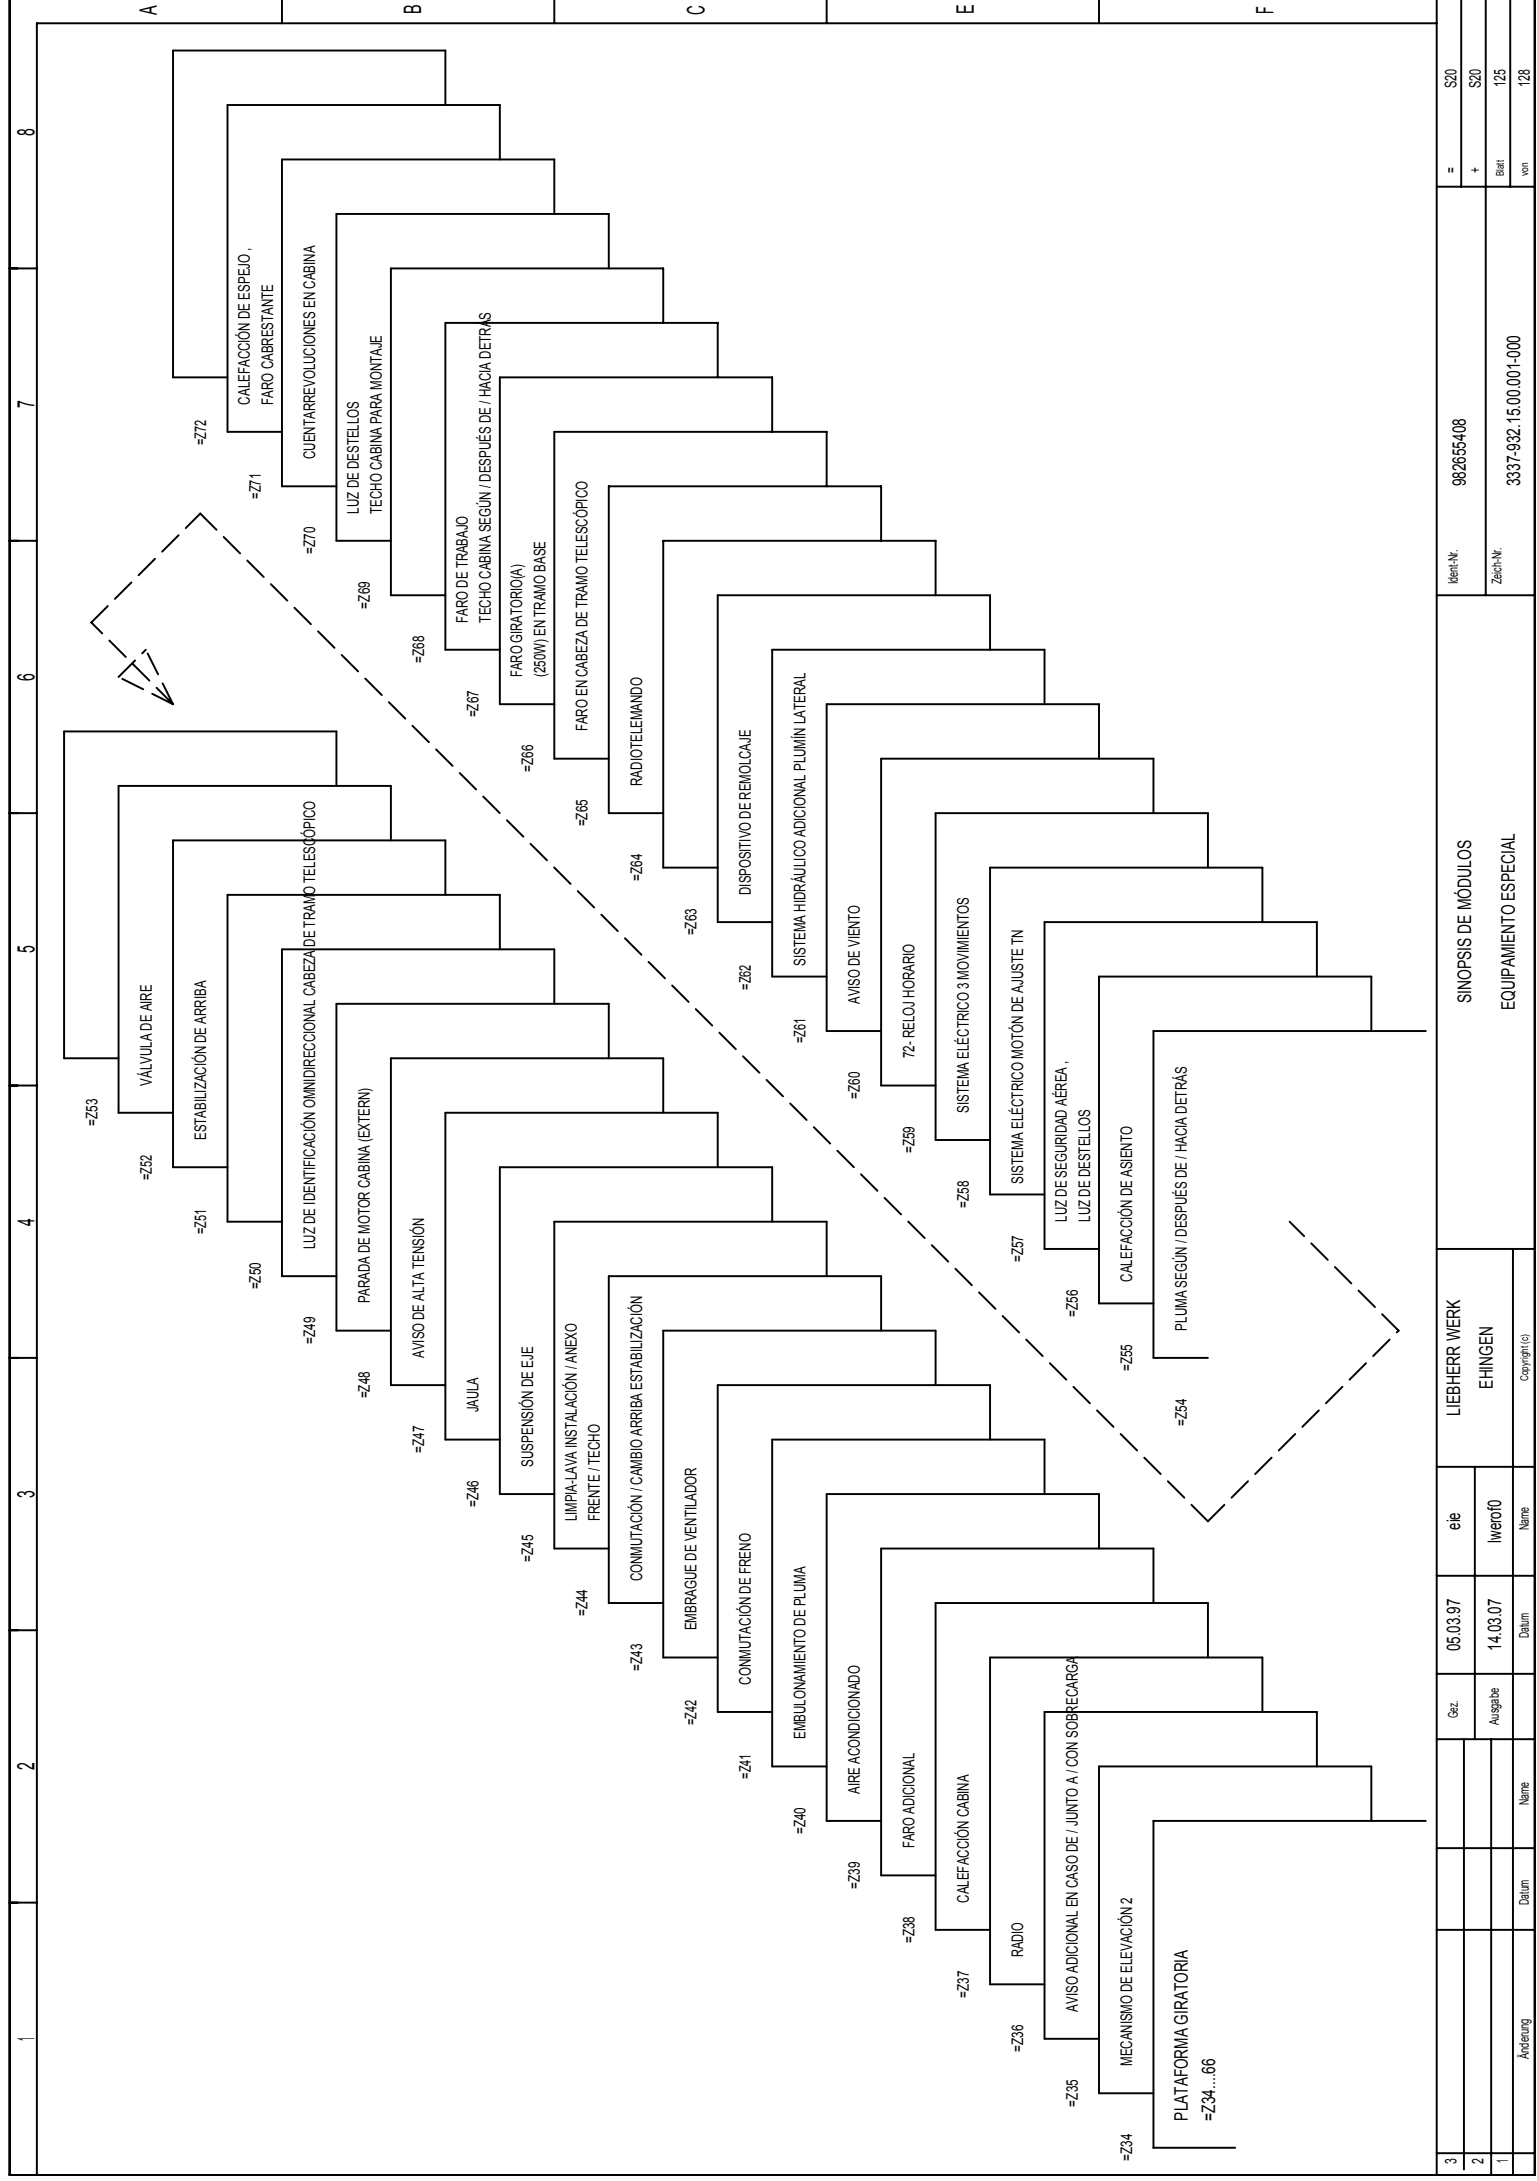 1 2 3 4 5 6 7 8
A
B
C
E
F
=Z53
=Z52
VÁLVULA DE AIRE
=Z51
ESTABILIZACIÓN DE ARRIBA
=Z50
=Z49
LUZ DE IDENTIFICACIÓN OMNIDIRECCIONAL CABEZA DE TRAMO TELESCÓPICO
=Z48
PARADA DE MOTOR CABINA (EXTERN)
=Z47
AVISO DE ALTA TENSIÓN
=Z46
JAULA
=Z45
SUSPENSIÓN DE EJE
=Z44
LIMPIA-LAVA INSTALACIÓN / ANEXO
FRENTE / TECHO
=Z43
CONMUTACIÓN / CAMBIO ARRIBA ESTABILIZACIÓN
=Z42
EMBRAGUE DE VENTILADOR
=Z41
CONMUTACIÓN DE FRENO
=Z40
EMBULONAMIENTO DE PLUMA
=Z39
AIRE ACONDICIONADO
=Z38
FARO ADICIONAL
=Z37
CALEFACCIÓN CABINA
=Z36
RADIO
=Z35
AVISO ADICIONAL EN CASO DE / JUNTO A / CON SOBRECARGA
=Z34
MECANISMO DE ELEVACIÓN 2
PLATAFORMA GIRATORIA
=Z34....66
=Z72
=Z71
CALEFACCIÓN DE ESPEJO ,
FARO CABRESTANTE
=Z70
CUENTARREVOLUCIONES EN CABINA
=Z69
LUZ DE DESTELLOS
TECHO CABINA PARA MONTAJE
=Z68
=Z67
FARO DE TRABAJO
TECHO CABINA SEGÚN / DESPUÉS DE / HACIA DETRÁS
=Z66
FARO GIRATORIO(A)
(250W) EN TRAMO BASE
=Z65
FARO EN CABEZA DE TRAMO TELESCÓPICO
=Z64
RADIOTELEMANDO
=Z63
=Z62
DISPOSITIVO DE REMOLCAJE
=Z61
SISTEMA HIDRÁULICO ADICIONAL PLUMÍN LATERAL
=Z60
AVISO DE VIENTO
=Z59
72- RELOJ HORARIO
=Z58
SISTEMA ELÉCTRICO 3 MOVIMIENTOS
=Z57
SISTEMA ELÉCTRICO MOTÓN DE AJUSTE TN
=Z56
LUZ DE SEGURIDAD AÉREA ,
LUZ DE DESTELLOS
=Z55
CALEFACCIÓN DE ASIENTO
=Z54
PLUMA SEGÚN / DESPUÉS DE / HACIA DETRÁS
3
2
1
Änderung Datum Name
Gez. 05.03.97 eie
Ausgabe 14.03.07 lwerof0
Datum Name
LIEBHERR WERK
EHINGEN
Copyright (c)
SINOPSIS DE MÓDULOS
EQUIPAMIENTO ESPECIAL
Ident-Nr. 982655408
Zeich-Nr. 3337-932.15.00.001-000
= S20
+ S20
Blatt 125
von 128